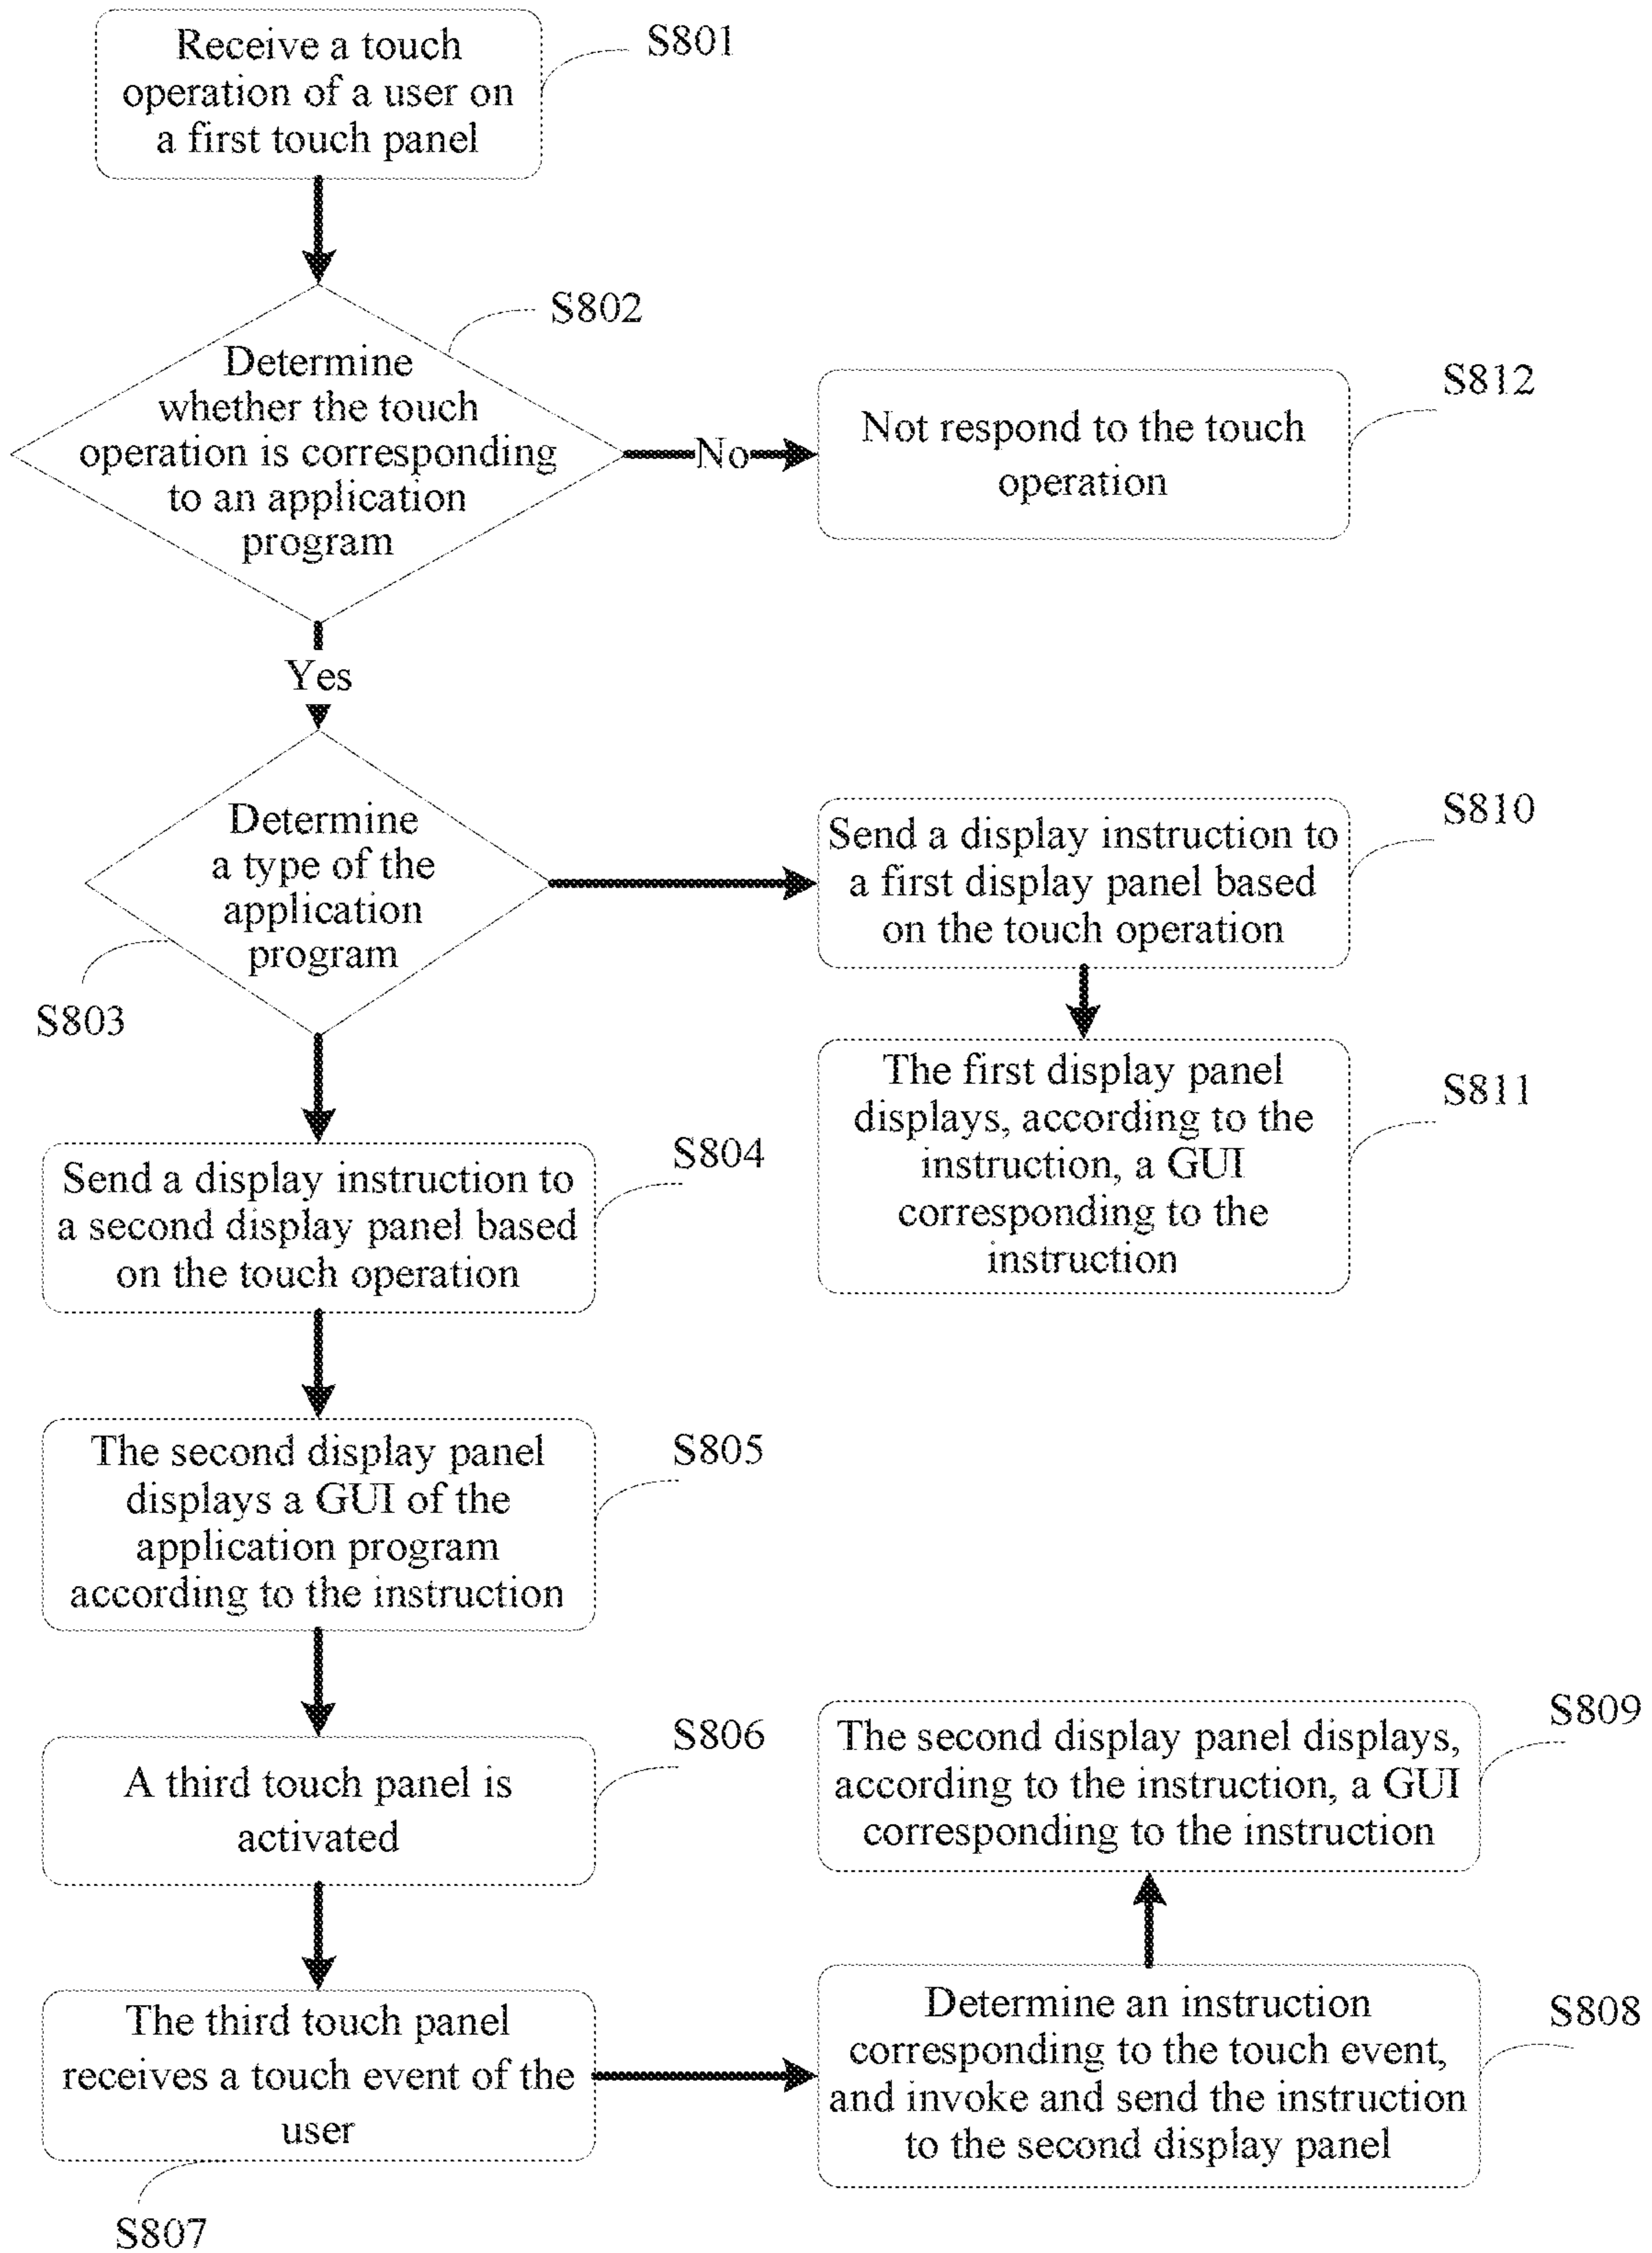 Receive a touch
operation of a user on
a first touch panel
S801
Determine
whether the touch
operation is corresponding
to an application
program
S802
No
Not respond to the touch
operation
S812
Yes
Determine
a type of the
application
program
S803
Send a display instruction to
a first display panel based
on the touch operation
S810
The first display panel
displays, according to the
instruction, a GUI
corresponding to the
instruction
S811
Send a display instruction to
a second display panel based
on the touch operation
S804
The second display panel
displays a GUI of the
application program
according to the instruction
S805
A third touch panel is
activated
S806
The third touch panel
receives a touch event of the
user
S807
Determine an instruction
corresponding to the touch event,
and invoke and send the instruction
to the second display panel
S808
The second display panel displays,
according to the instruction, a GUI
corresponding to the instruction
S809